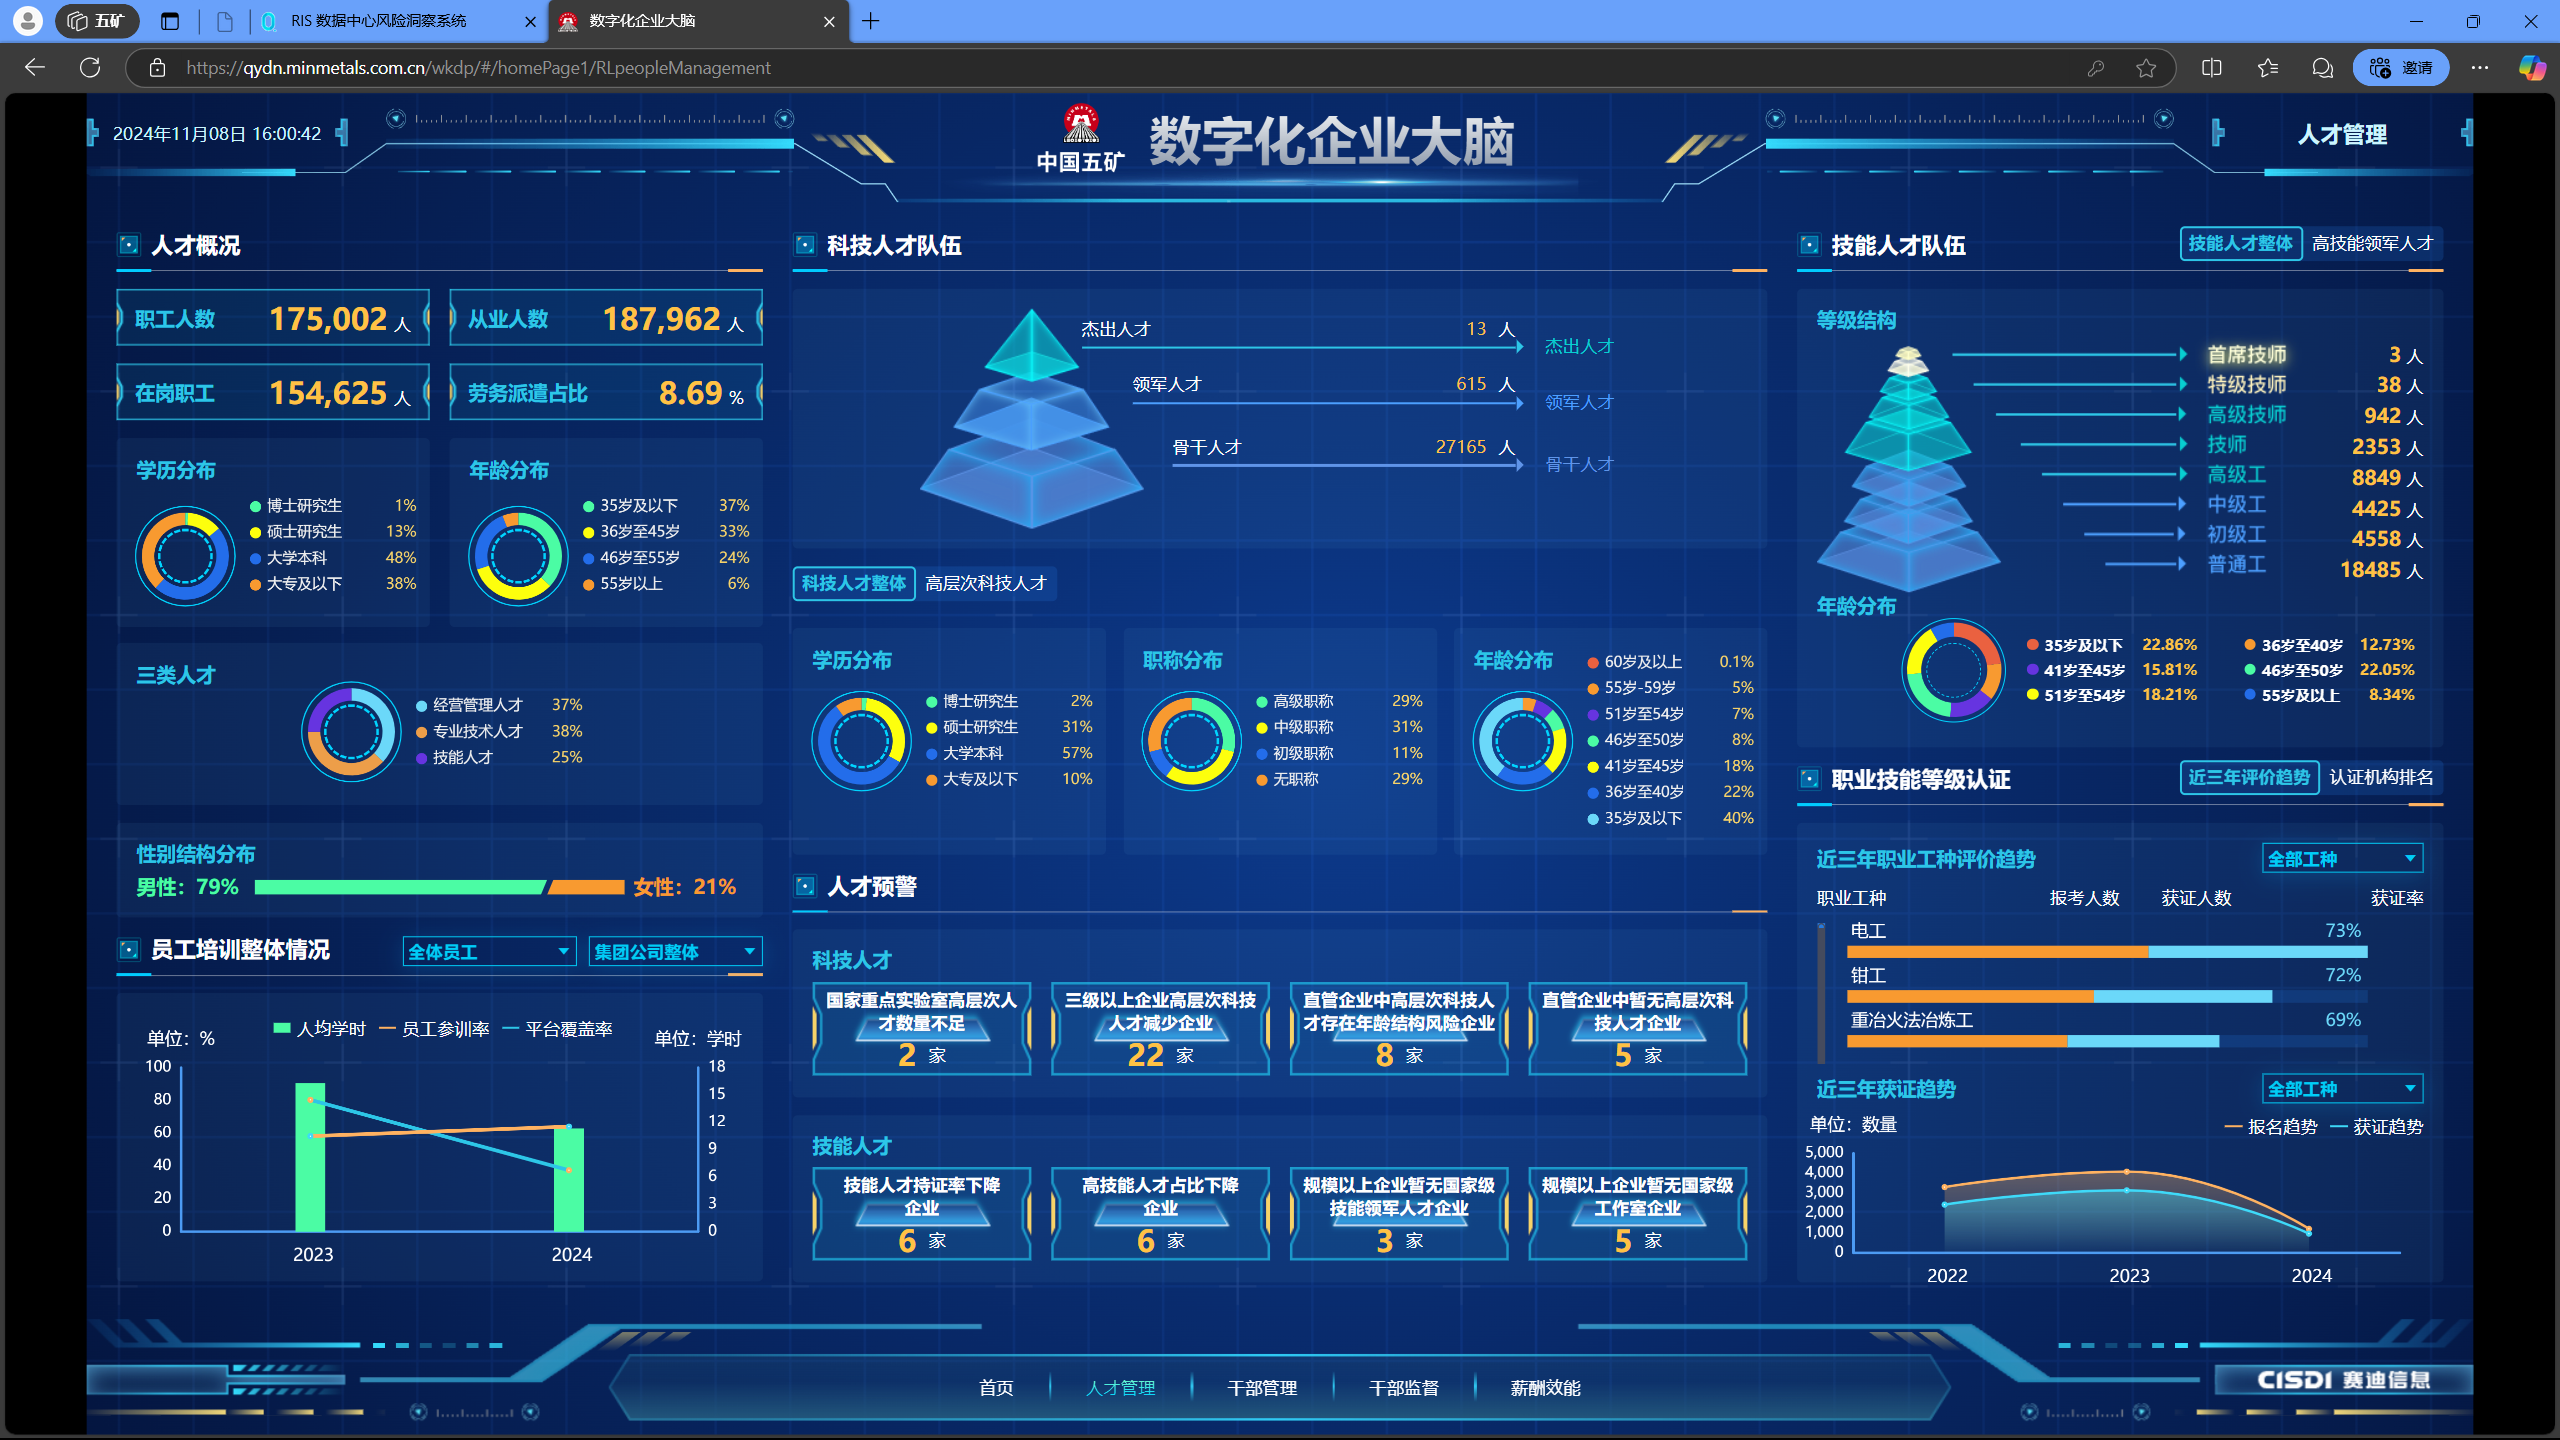 五矿
RIS 数据中心风险洞察系统
数字化企业大脑
https://qydn.minmetals.com.cn/wkdp/#/homePage1/RLpeopleManagement
邀请
2024年11月08日 16:00:42
中国五矿
数字化企业大脑
人才管理
人才概况
职工人数 175,002 人
从业人数 187,962 人
在岗职工 154,625 人
劳务派遣占比 8.69 %
学历分布
博士研究生 1%
硕士研究生 13%
大学本科 48%
大专及以下 38%
年龄分布
35岁及以下 37%
36岁至45岁 33%
46岁至55岁 24%
55岁以上 6%
三类人才
经营管理人才 37%
专业技术人才 38%
技能人才 25%
性别结构分布
男性：79% 女性：21%
员工培训整体情况
全体员工
集团公司整体
单位：%
人均学时 员工参训率 平台覆盖率
单位：学时
100
80
60
40
20
0
18
15
12
9
6
3
0
2023 2024
科技人才队伍
杰出人才 13 人 杰出人才
领军人才 615 人 领军人才
骨干人才 27165 人 骨干人才
科技人才整体 高层次科技人才
学历分布
博士研究生 2%
硕士研究生 31%
大学本科 57%
大专及以下 10%
职称分布
高级职称 29%
中级职称 31%
初级职称 11%
无职称 29%
年龄分布
60岁及以上 0.1%
55岁-59岁 5%
51岁至54岁 7%
46岁至50岁 8%
41岁至45岁 18%
36岁至40岁 22%
35岁及以下 40%
人才预警
科技人才
国家重点实验室高层次人
才数量不足
2 家
三级以上企业高层次科技
人才减少企业
22 家
直管企业中高层次科技人
才存在年龄结构风险企业
8 家
直管企业中暂无高层次科
技人才企业
5 家
技能人才
技能人才持证率下降
企业
6 家
高技能人才占比下降
企业
6 家
规模以上企业暂无国家级
技能领军人才企业
3 家
规模以上企业暂无国家级
工作室企业
5 家
技能人才队伍
技能人才整体 高技能领军人才
等级结构
首席技师 3 人
特级技师 38 人
高级技师 942 人
技师 2353 人
高级工 8849 人
中级工 4425 人
初级工 4558 人
普通工 18485 人
年龄分布
35岁及以下 22.86% 36岁至40岁 12.73%
41岁至45岁 15.81% 46岁至50岁 22.05%
51岁至54岁 18.21% 55岁及以上 8.34%
职业技能等级认证
近三年评价趋势 认证机构排名
近三年职业工种评价趋势
全部工种
职业工种 报考人数 获证人数 获证率
电工 73%
钳工 72%
重冶火法冶炼工 69%
近三年获证趋势
全部工种
单位：数量
报名趋势 获证趋势
5,000
4,000
3,000
2,000
1,000
0
2022 2023 2024
首页 人才管理 干部管理 干部监督 薪酬效能
CISDI 赛迪信息